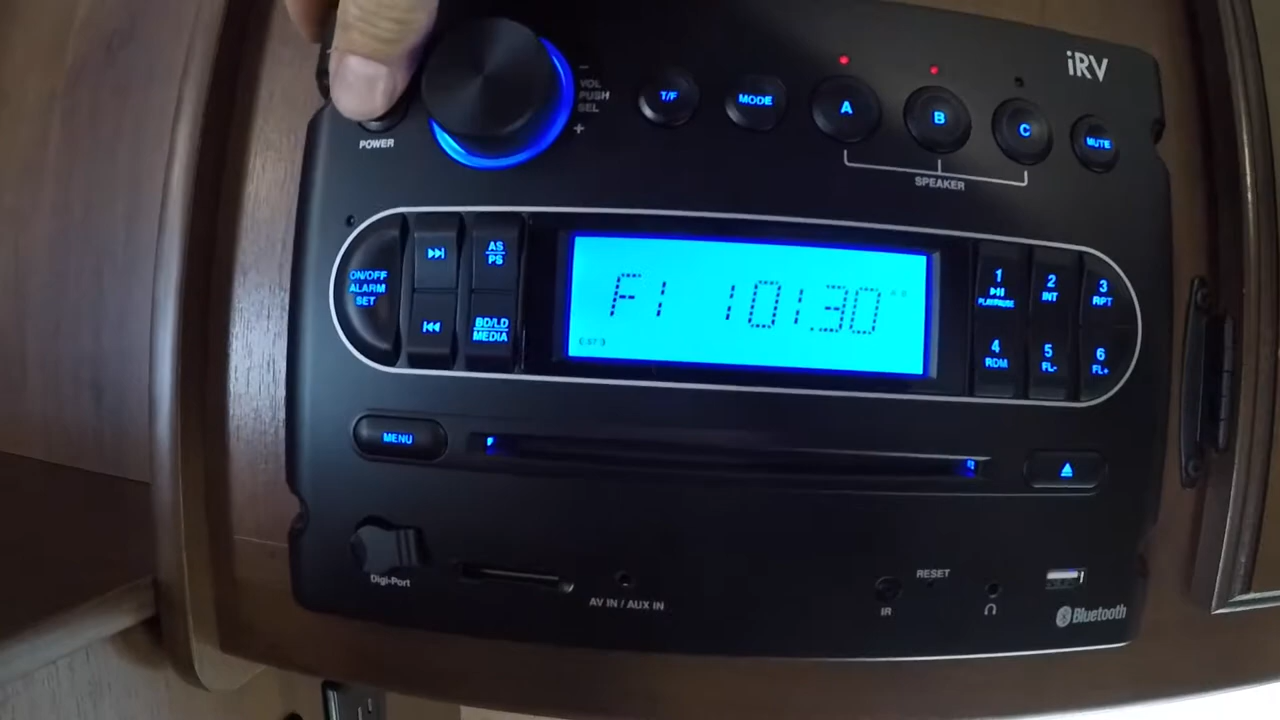 iRV
POWER
−
VOL
PUSH
SEL
+
T/F
MODE
A
B
C
MUTE
SPEAKER
ON/OFF
ALARM
SET
AS
PS
BD/LD
MEDIA
F1 101.30
1
PLAY/PAUSE
2
INT
3
RPT
4
RDM
5
FL-
6
FL+
MENU
Digi-Port
AV IN / AUX IN
IR
RESET
Bluetooth